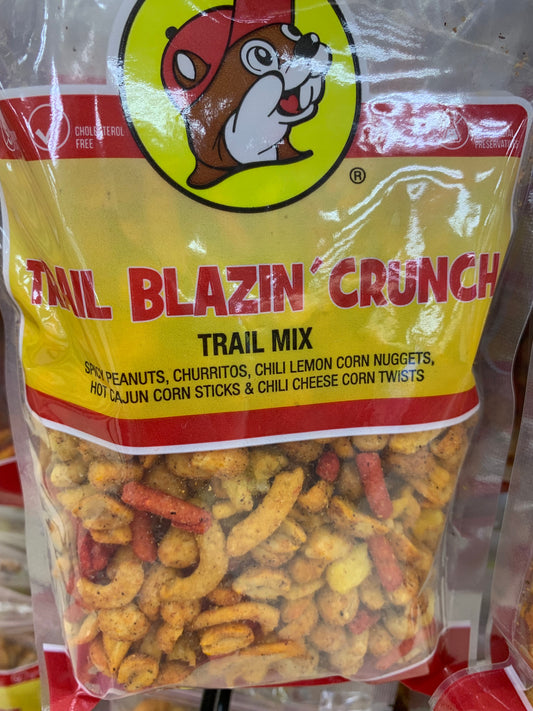 CHOLESTEROL
FREE
PRESERVATIVES
®
TRAIL BLAZIN' CRUNCH
TRAIL MIX
SPICY PEANUTS, CHURRITOS, CHILI LEMON CORN NUGGETS,
HOT CAJUN CORN STICKS & CHILI CHEESE CORN TWISTS